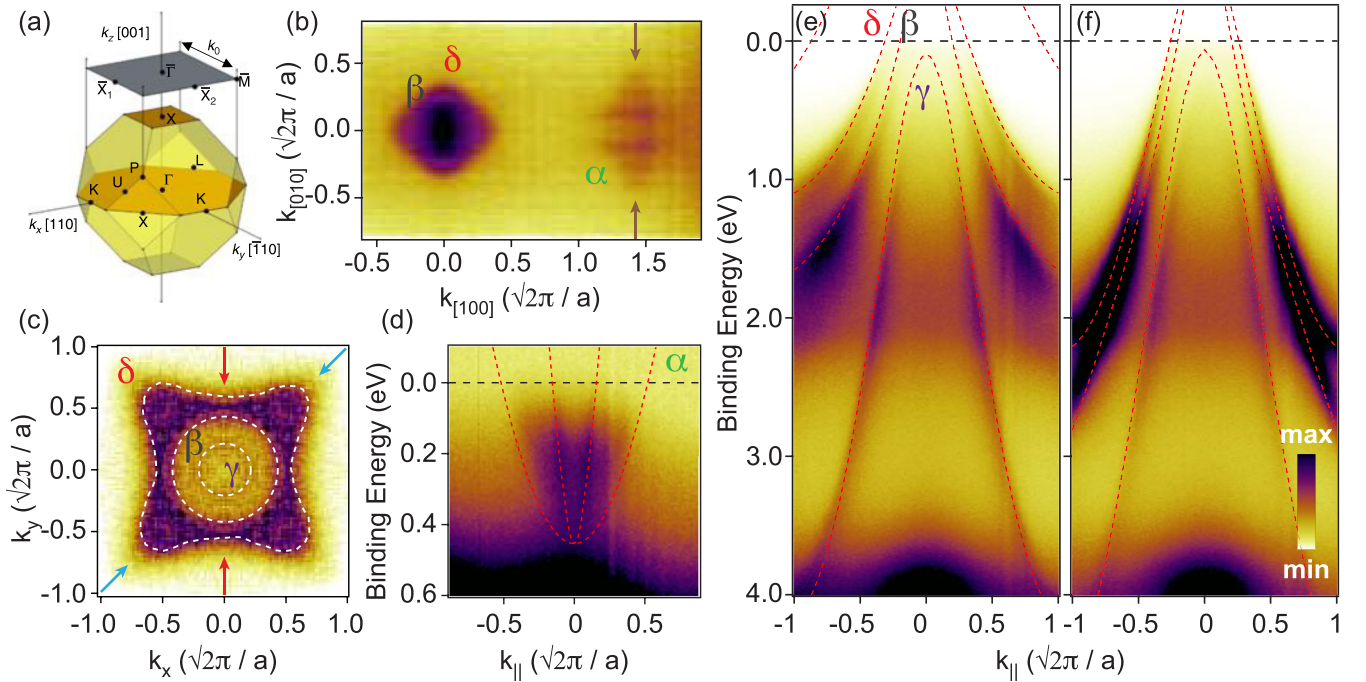 (a)
k_z [001]
k_0
Γ̄
M̄
X̄_1
X̄_2
X
L
P
K
U
Γ
K
X
k_x [110]
k_y [1̄10]
(b)
δ
β
α
0.5
0.0
-0.5
k_[010] (√2π / a)
-0.5
0.0
0.5
1.0
1.5
k_[100] (√2π / a)
(c)
δ
β
γ
1.0
0.5
0.0
-0.5
-1.0
k_y (√2π / a)
-1.0
-0.5
0.0
0.5
1.0
k_x (√2π / a)
(d)
α
0.0
0.2
0.4
0.6
Binding Energy (eV)
-0.5
0
0.5
k_|| (√2π / a)
(e)
δ
β
γ
0.0
1.0
2.0
3.0
4.0
Binding Energy (eV)
-1
-0.5
0
0.5
1
(f)
max
min
-1
-0.5
0
0.5
1
k_|| (√2π / a)